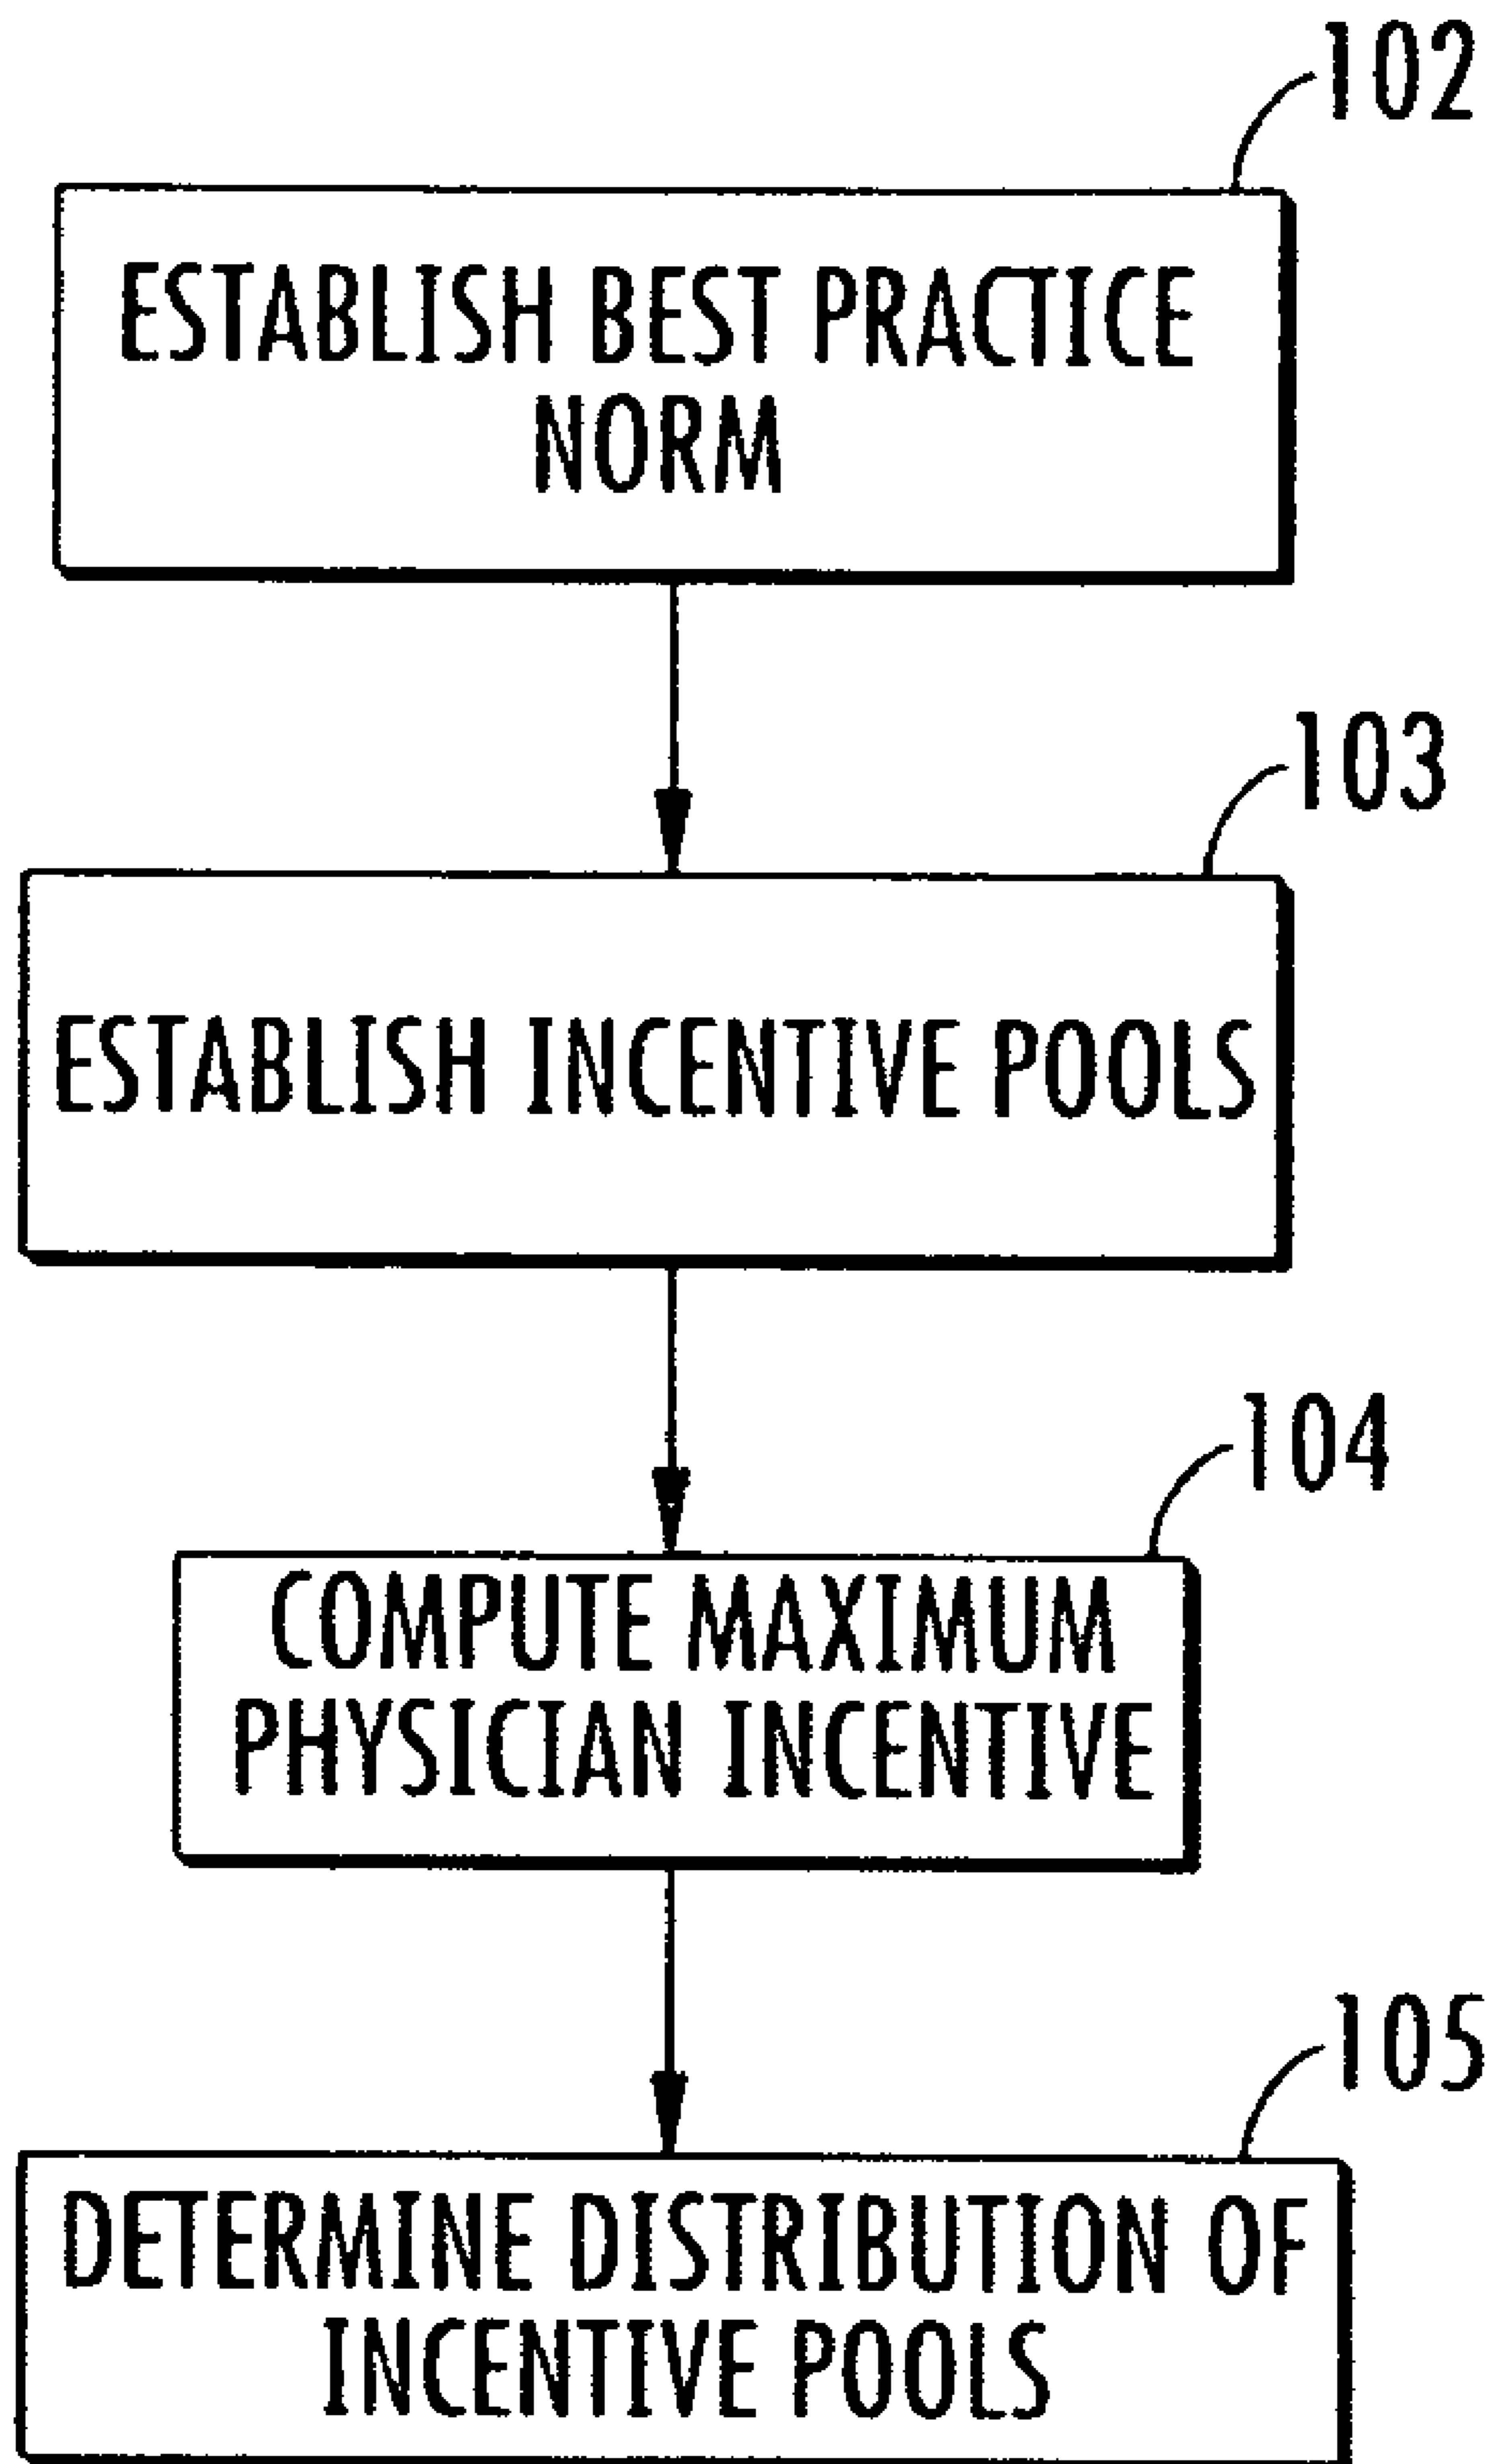 102
ESTABLISH BEST PRACTICE
NORM
103
ESTABLISH INCENTIVE POOLS
104
COMPUTE MAXIMUM
PHYSICIAN INCENTIVE
105
DETERMINE DISTRIBUTION OF
INCENTIVE POOLS